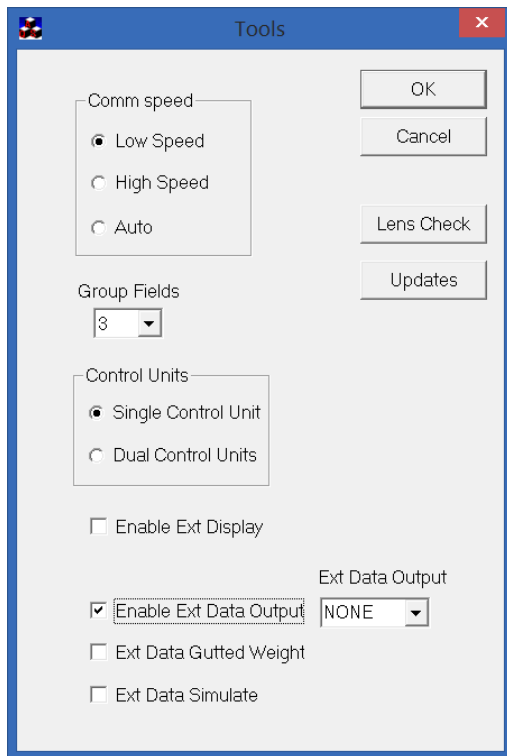 Tools
Comm speed
OK
Low Speed
Cancel
High Speed
Auto
Lens Check
Updates
Group Fields
3
Control Units
Single Control Unit
Dual Control Units
Enable Ext Display
Ext Data Output
Enable Ext Data Output
NONE
Ext Data Gutted Weight
Ext Data Simulate